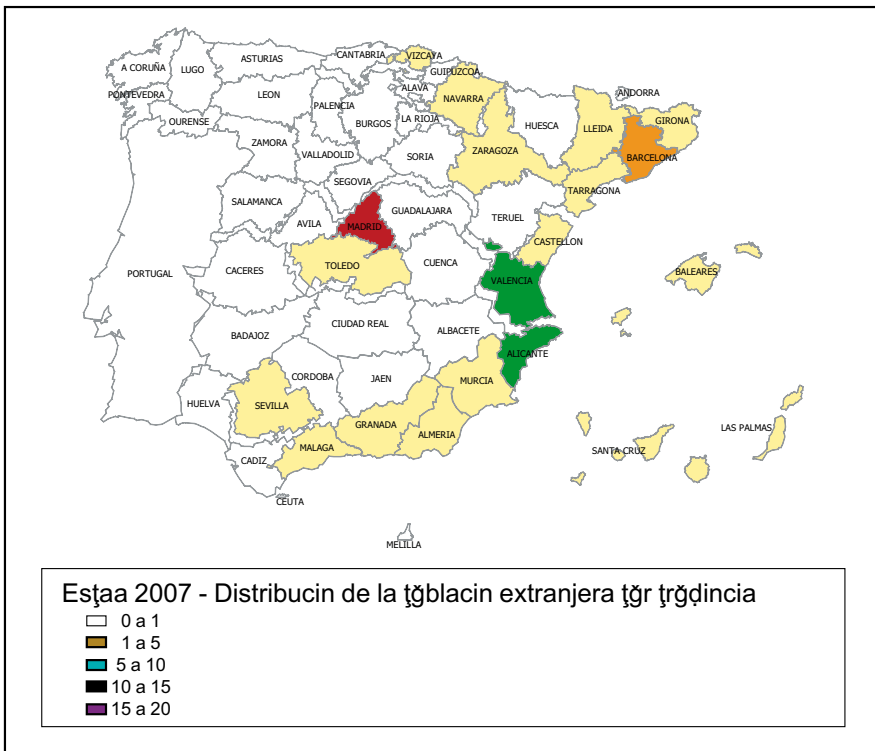 CANTABRIA
VIZCAYA
ASTURIAS
A CORUÑA
LUGO
GUIPUZCOA
ALAVA
ANDORRA
PONTEVEDRA
LEON
PALENCIA
NAVARRA
OURENSE
BURGOS
LA RIOJA
HUESCA
LLEIDA
GIRONA
ZAMORA
VALLADOLID
SORIA
ZARAGOZA
BARCELONA
SEGOVIA
TARRAGONA
SALAMANCA
AVILA
MADRID
GUADALAJARA
TERUEL
CASTELLON
PORTUGAL
CACERES
TOLEDO
CUENCA
VALENCIA
BALEARES
BADAJOZ
CIUDAD REAL
ALBACETE
ALICANTE
HUELVA
SEVILLA
CORDOBA
JAEN
MURCIA
CADIZ
MALAGA
GRANADA
ALMERIA
SANTA CRUZ
LAS PALMAS
CEUTA
MELILLA
Esţaa 2007 - Distribucin de la ţğblacin extranjera ţğr ţrğḍincia
0 a 1
1 a 5
5 a 10
10 a 15
15 a 20